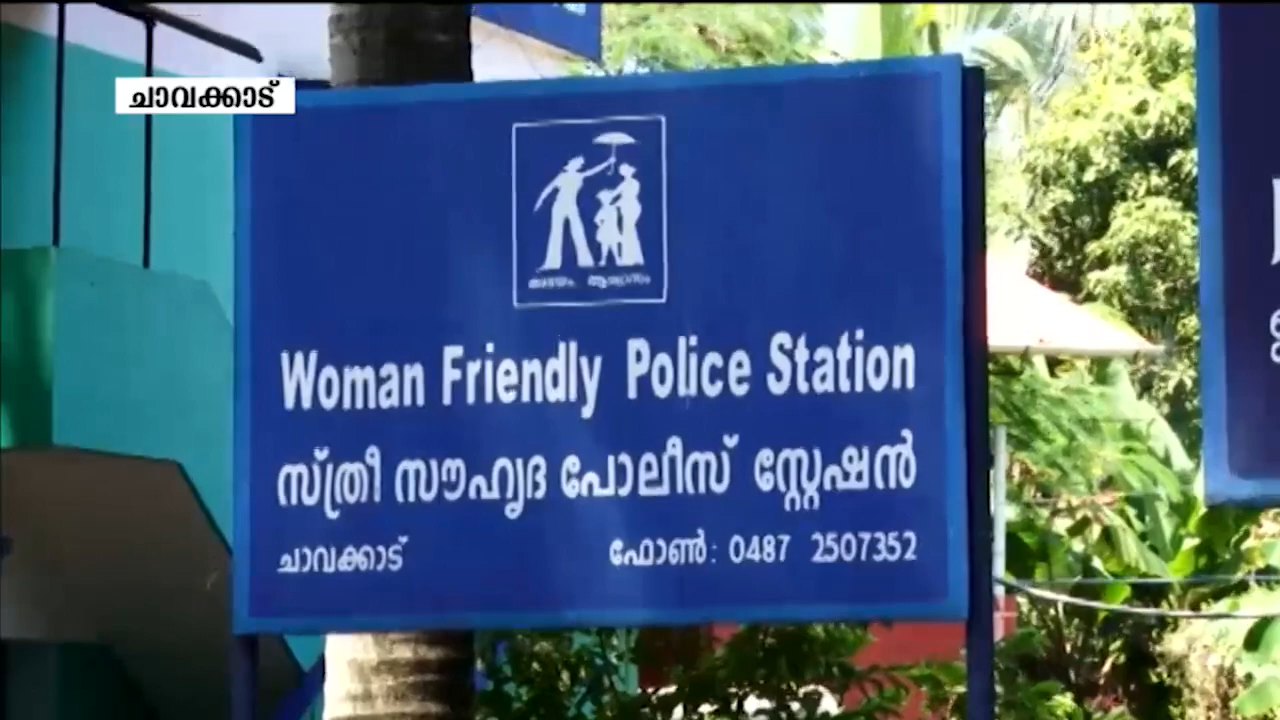 ചാവക്കാട്
Woman Friendly Police Station
സ്ത്രീ സൗഹൃദ പോലീസ് സ്റ്റേഷൻ
ചാവക്കാട് ഫോൺ: 0487 2507352